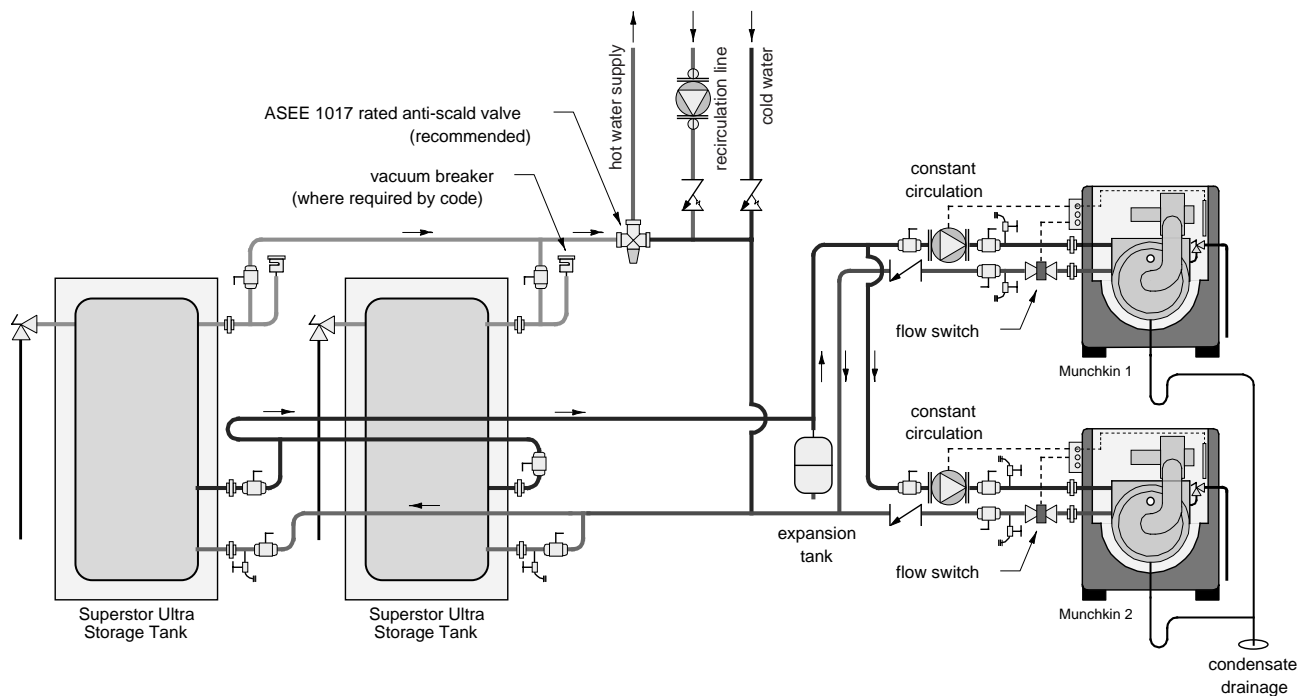 hot water supply
recirculation line
cold water
ASEE 1017 rated anti-scald valve
(recommended)
vacuum breaker
(where required by code)
constant
circulation
flow switch
Munchkin 1
constant
circulation
expansion
tank
flow switch
Munchkin 2
Superstor Ultra
Storage Tank
Superstor Ultra
Storage Tank
condensate
drainage